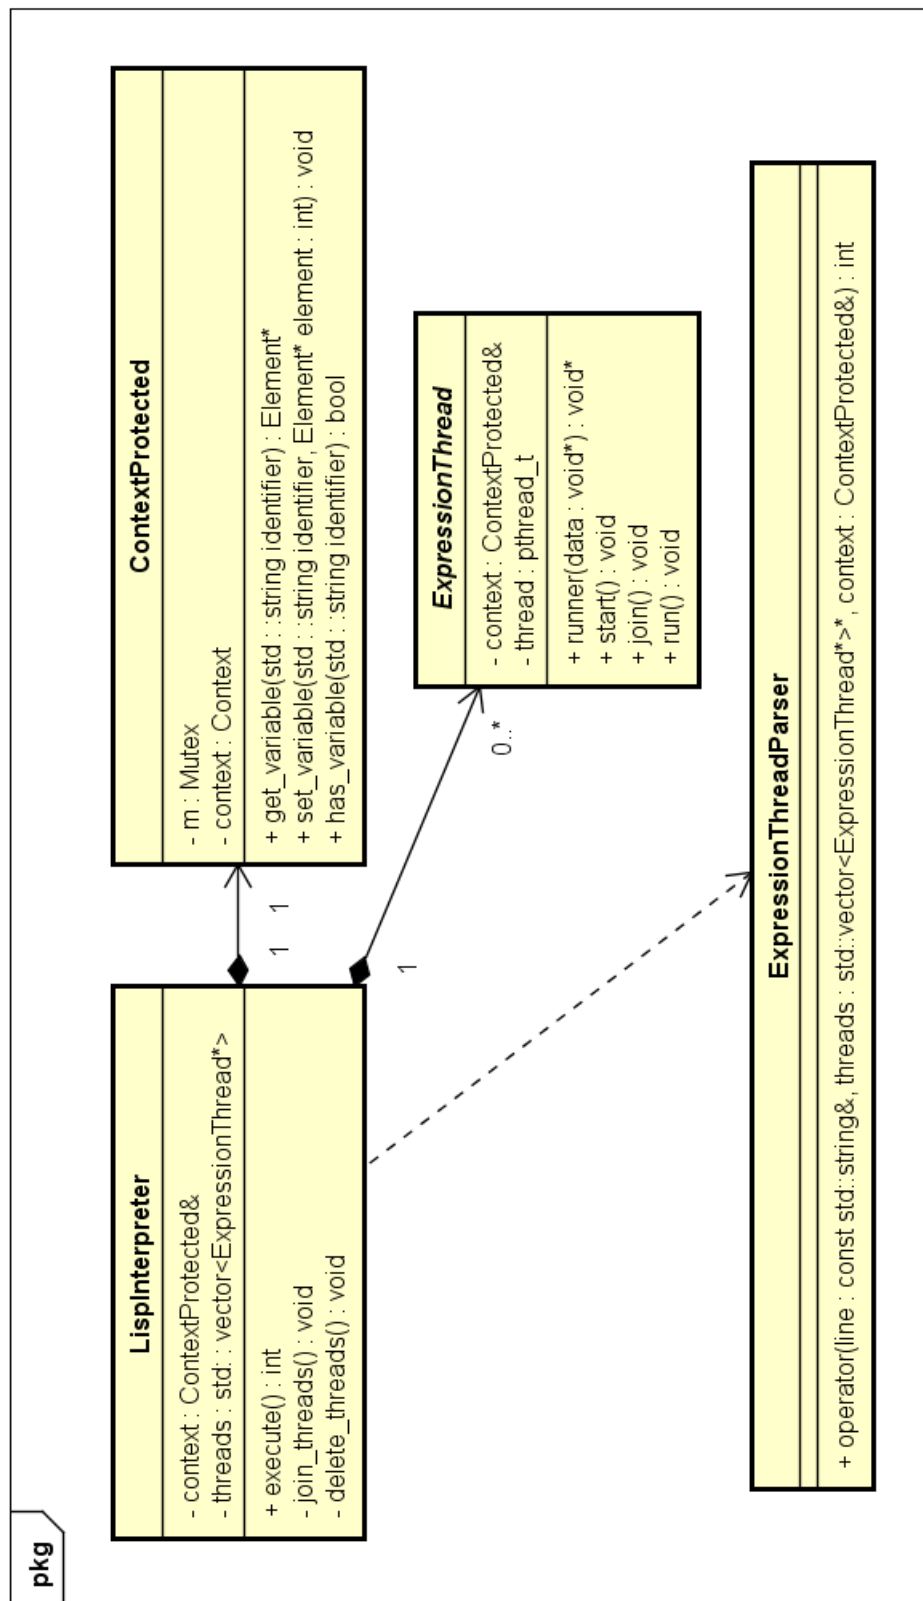 pkg
LispInterpreter
- context : ContextProtected&
- threads : std: : vector<ExpressionThread*>
+ execute() : int
- join_threads() : void
- delete_threads() : void
1
1
ContextProtected
- m : Mutex
- context : Context
+ get_variable(std : :string identifier) : Element*
+ set_variable(std : :string identifier, Element* element : int) : void
+ has_variable(std : :string identifier) : bool
1
0..*
ExpressionThread
- context : ContextProtected&
- thread : pthread_t
+ runner(data : void*) : void*
+ start() : void
+ join() : void
+ run() : void
ExpressionThreadParser
+ operator(line : const std::string&, threads : std::vector<ExpressionThread*>*, context : ContextProtected&) : int